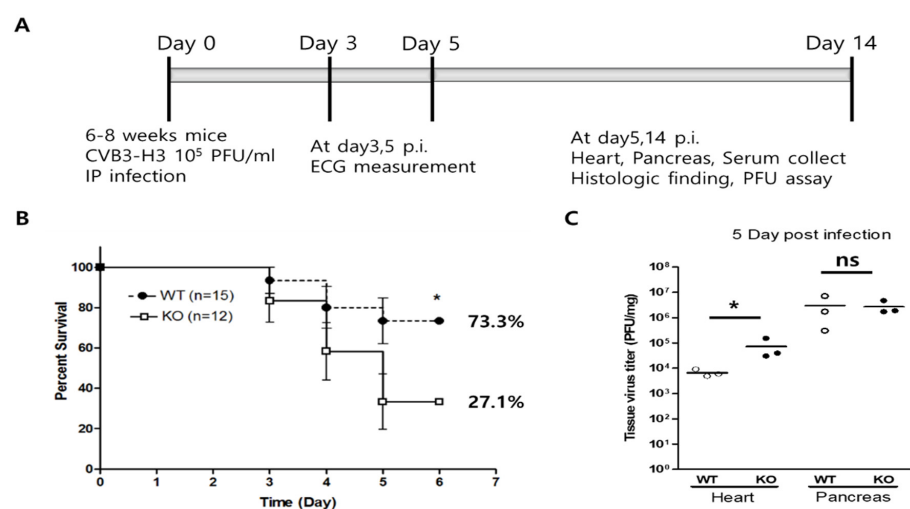 A
Day 0
Day 3
Day 5
Day 14
6-8 weeks mice
CVB3-H3 10⁵ PFU/ml
IP infection
At day3,5 p.i.
ECG measurement
At day5,14 p.i.
Heart, Pancreas, Serum collect
Histologic finding, PFU assay
B
Percent Survival
100
80
60
40
20
0
WT (n=15)
KO (n=12)
*
73.3%
27.1%
0 1 2 3 4 5 6 7
Time (Day)
C
5 Day post infection
Tissue virus titer (PFU/mg)
10⁸
10⁷
10⁶
10⁵
10⁴
10³
10²
10¹
10⁰
*
ns
WT KO WT KO
Heart Pancreas